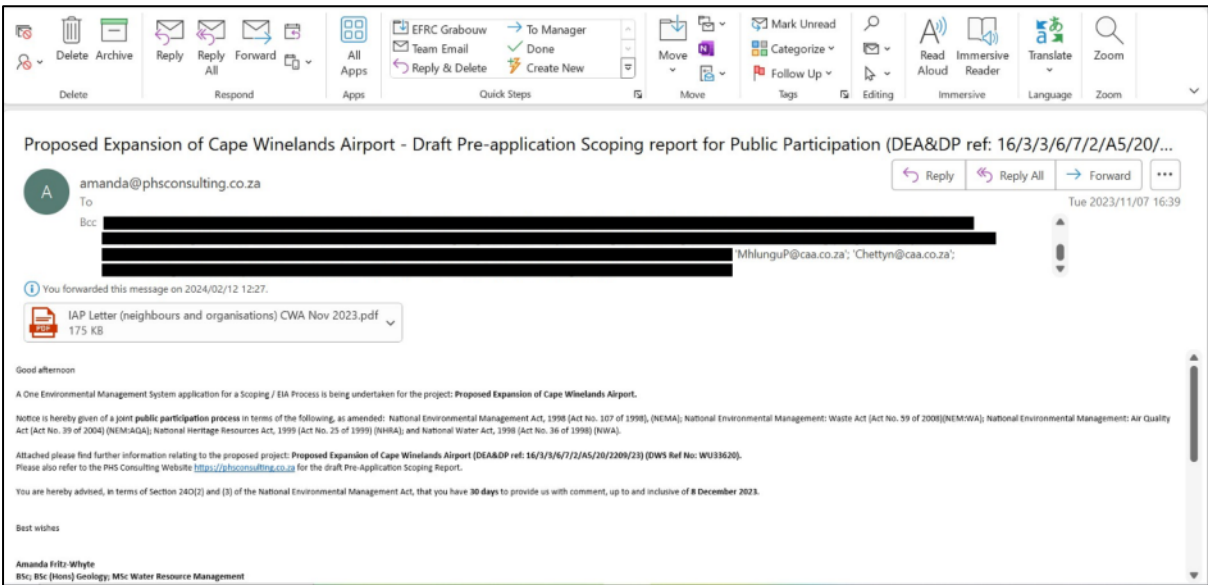 EFRC Grabouw
To Manager
Mark Unread
Delete
Archive
Reply
Reply All
Forward
All Apps
Team Email
Done
Reply & Delete
Create New
Move
Categorize
Follow Up
Read Aloud
Immersive Reader
Translate
Zoom
Delete
Respond
Apps
Quick Steps
Move
Tags
Editing
Immersive
Language
Zoom
Proposed Expansion of Cape Winelands Airport - Draft Pre-application Scoping report for Public Participation (DEA&DP ref: 16/3/3/6/7/2/A5/20/...
A
amanda@phsconsulting.co.za
Reply
Reply All
Forward
To
Tue 2023/11/07 16:39
Bcc
'MhlunguP@caa.co.za'; 'Chettyn@caa.co.za';
You forwarded this message on 2024/02/12 12:27.
IAP Letter (neighbours and organisations) CWA Nov 2023.pdf
PDF
175 KB
Good afternoon
A One Environmental Management System application for a Scoping / EIA Process is being undertaken for the project: Proposed Expansion of Cape Winelands Airport.
Notice is hereby given of a joint public participation process in terms of the following, as amended: National Environmental Management Act, 1998 (Act No. 107 of 1998), (NEMA); National Environmental Management: Waste Act (Act No. 59 of 2008)(NEM:WA); National Environmental Management: Air Quality
Act (Act No. 39 of 2004) (NEM:AQA); National Heritage Resources Act, 1999 (Act No. 25 of 1999) (NHRA); and National Water Act, 1998 (Act No. 36 of 1998) (NWA).
Attached please find further information relating to the proposed project: Proposed Expansion of Cape Winelands Airport (DEA&DP ref: 16/3/3/6/7/2/A5/20/2209/23) (DWS Ref No: WU33620).
Please also refer to the PHS Consulting Website https://phsconsulting.co.za for the draft Pre-Application Scoping Report.
You are hereby advised, in terms of Section 24O(2) and (3) of the National Environmental Management Act, that you have 30 days to provide us with comment, up to and inclusive of 8 December 2023.
Best wishes
Amanda Fritz-Whyte
BSc; BSc (Hons) Geology; MSc Water Resource Management